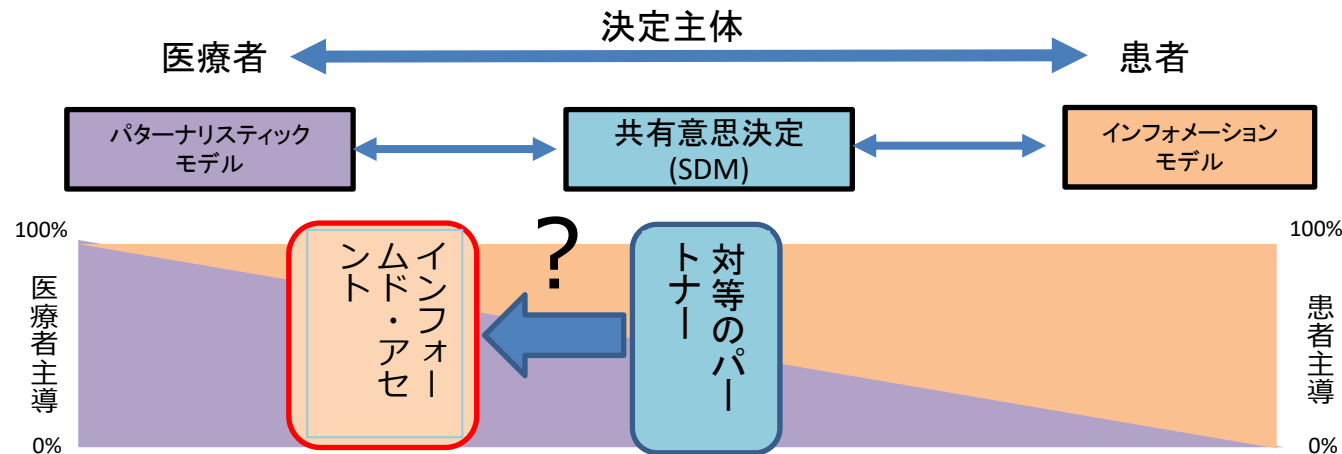 決定主体
医療者
患者
パターナリスティック
モデル
共有意思決定
(SDM)
インフォメーション
モデル
100%
医療者主導
0%
インフォー
ムド・アセ
ント
?
対等のパー
トナー
100%
患者主導
0%